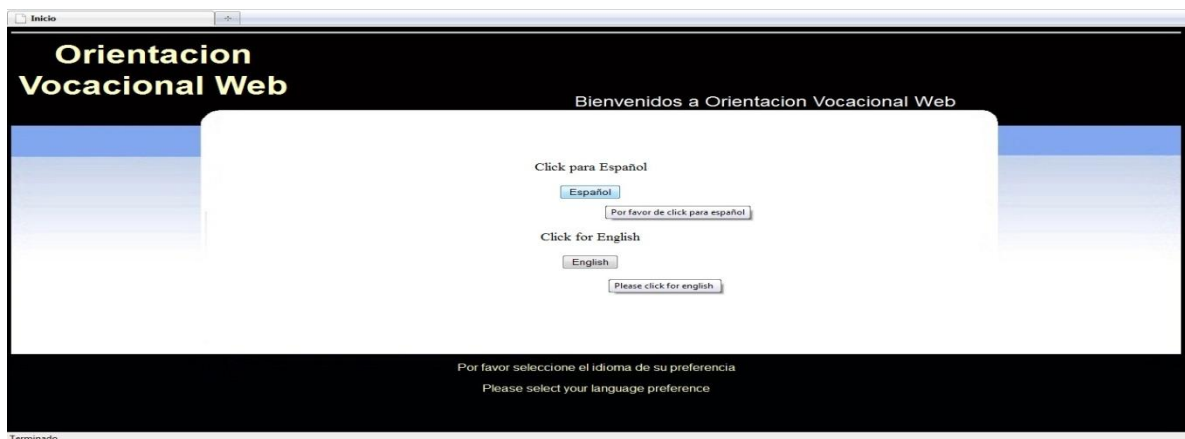 Inicio
Orientacion
Vocacional Web
Bienvenidos a Orientacion Vocacional Web
Click para Español
Español
Por favor de click para español
Click for English
English
Please click for english
Por favor seleccione el idioma de su preferencia
Please select your language preference
Terminado